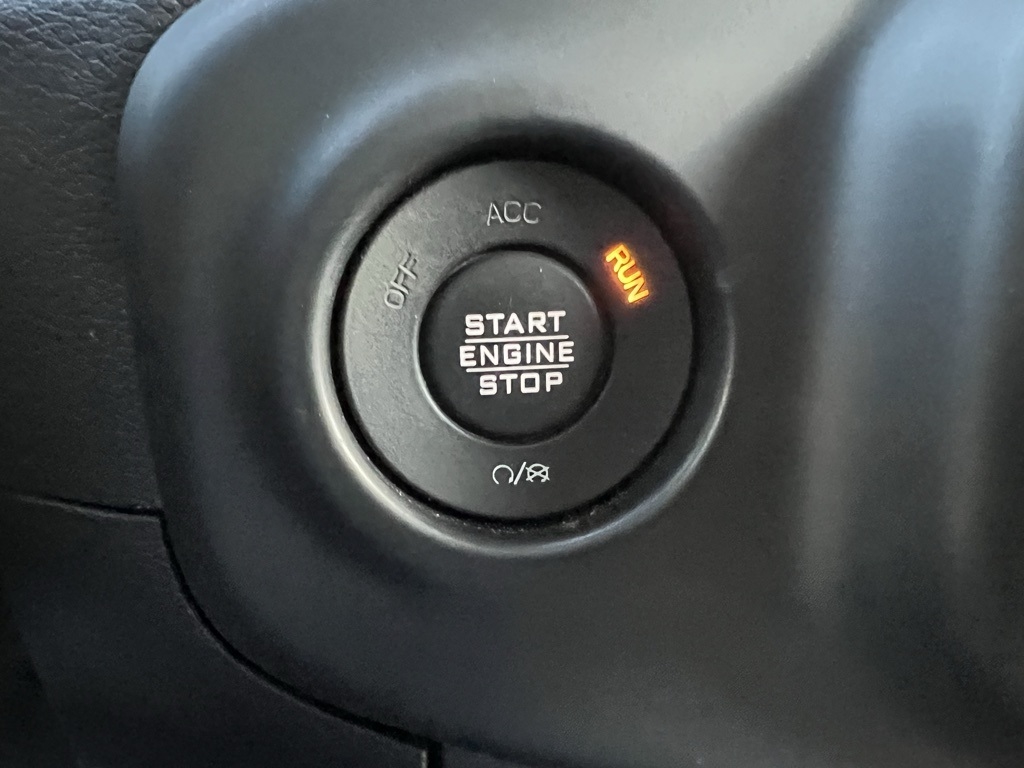 ACC
OFF
RUN
START
ENGINE
STOP